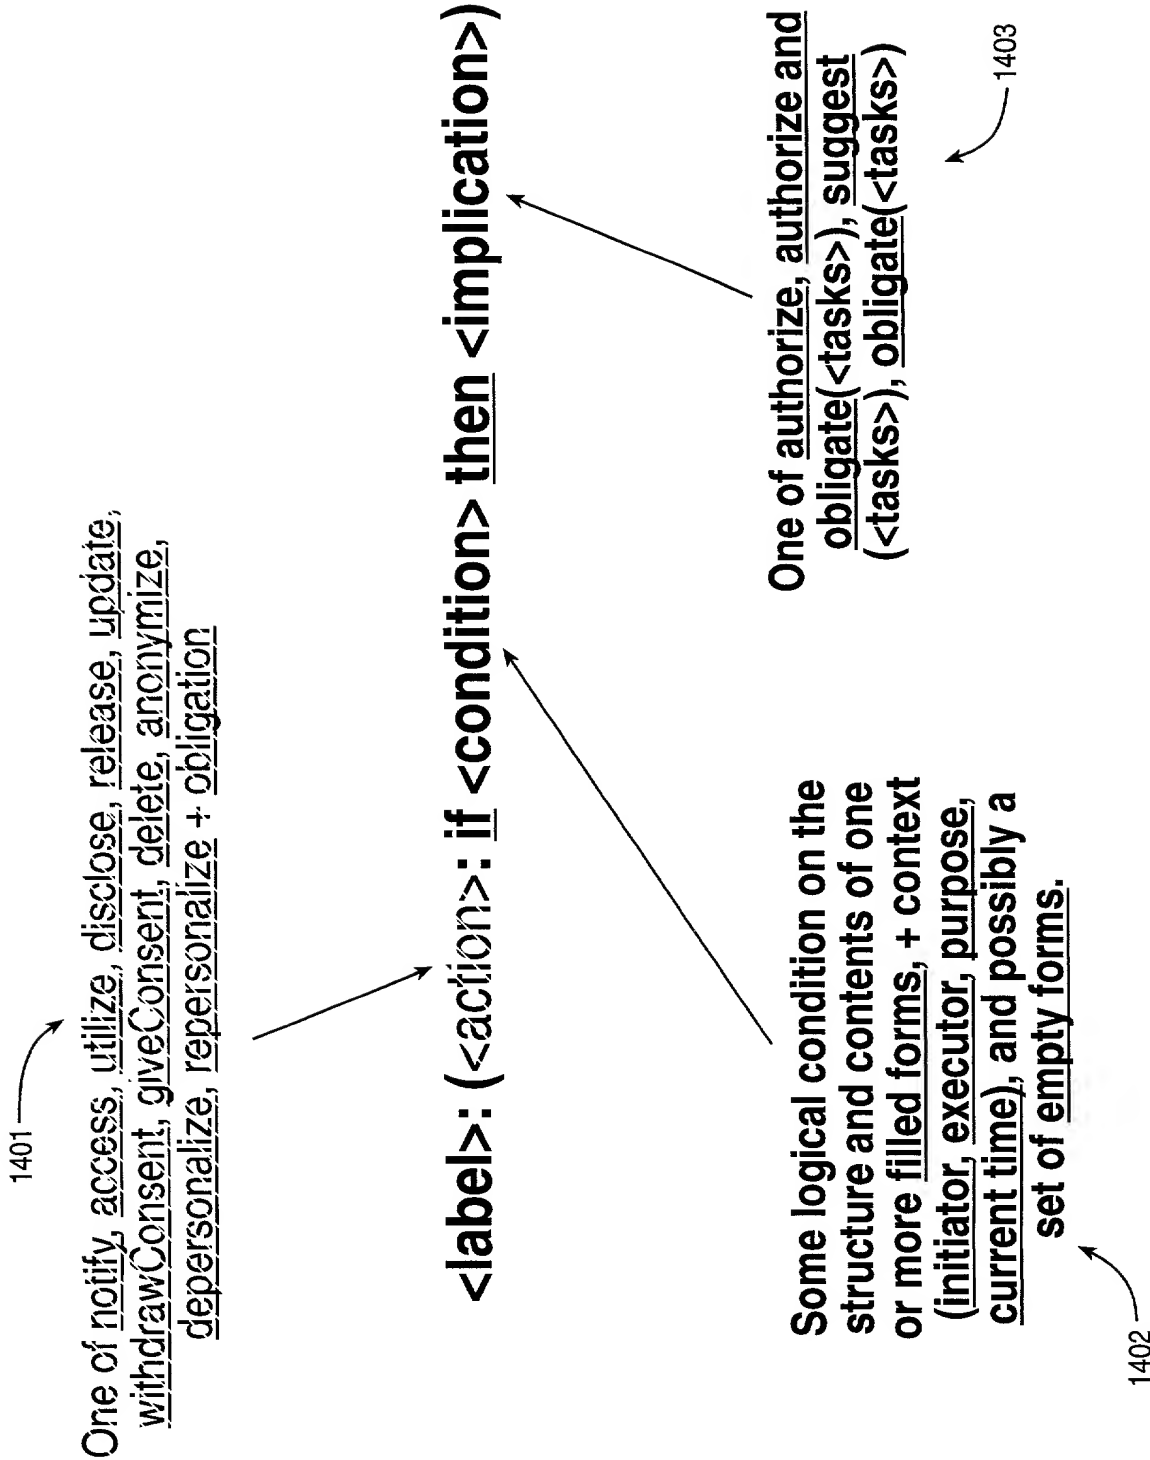 1401
One of notify, access, utilize, disclose, release, update,
withdrawConsent, giveConsent, delete, anonymize,
depersonalize, repersonalize + obligation
<label>: (<action>: if <condition> then <implication>)
Some logical condition on the
structure and contents of one
or more filled forms, + context
(initiator, executor, purpose,
current time), and possibly a
set of empty forms.
1402
One of authorize, authorize and
obligate(<tasks>), suggest
(<tasks>), obligate(<tasks>)
1403